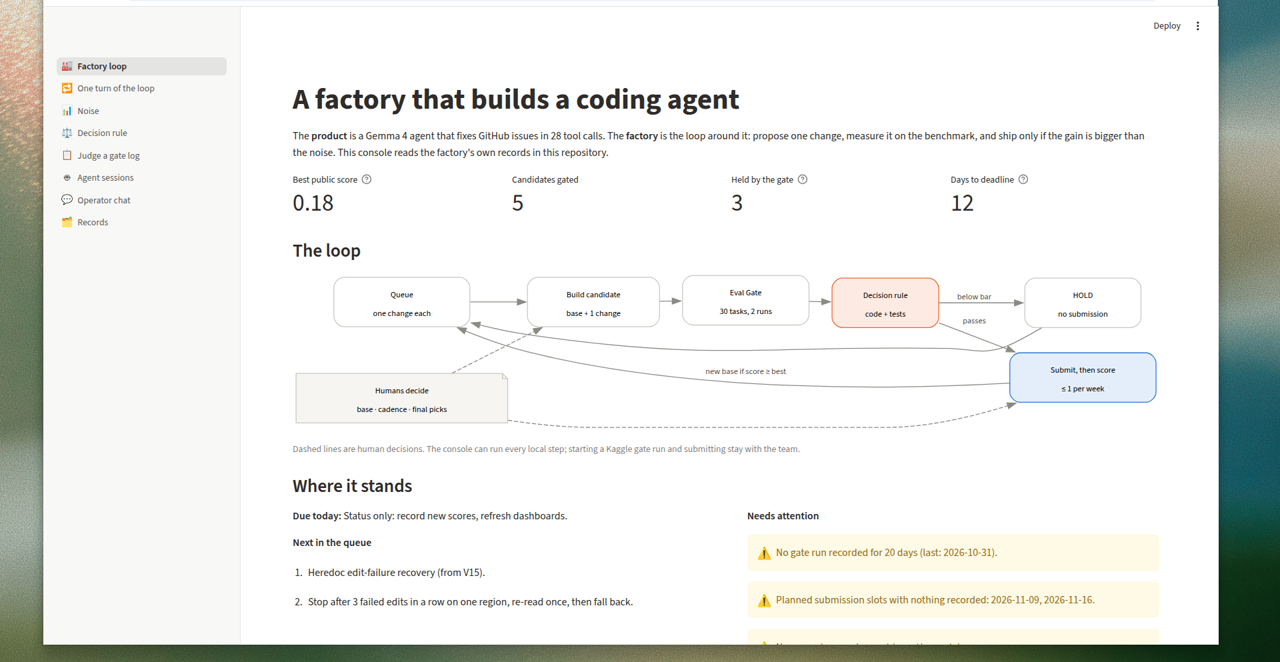 Deploy
Factory loop
One turn of the loop
Noise
Decision rule
Judge a gate log
Agent sessions
Operator chat
Records
A factory that builds a coding agent
The product is a Gemma 4 agent that fixes GitHub issues in 28 tool calls. The factory is the loop around it: propose one change, measure it on the benchmark, and ship only if the gain is bigger than
the noise. This console reads the factory's own records in this repository.
Best public score
0.18
Candidates gated
5
Held by the gate
3
Days to deadline
12
The loop
Queue
one change each
Build candidate
base + 1 change
Eval Gate
30 tasks, 2 runs
Decision rule
code + tests
below bar
passes
HOLD
no submission
new base if score ≥ best
Submit, then score
≤ 1 per week
Humans decide
base · cadence · final picks
Dashed lines are human decisions. The console can run every local step; starting a Kaggle gate run and submitting stay with the team.
Where it stands
Due today: Status only: record new scores, refresh dashboards.
Next in the queue
1. Heredoc edit-failure recovery (from V15).
2. Stop after 3 failed edits in a row on one region, re-read once, then fall back.
Needs attention
No gate run recorded for 20 days (last: 2026-10-31).
Planned submission slots with nothing recorded: 2026-11-09, 2026-11-16.